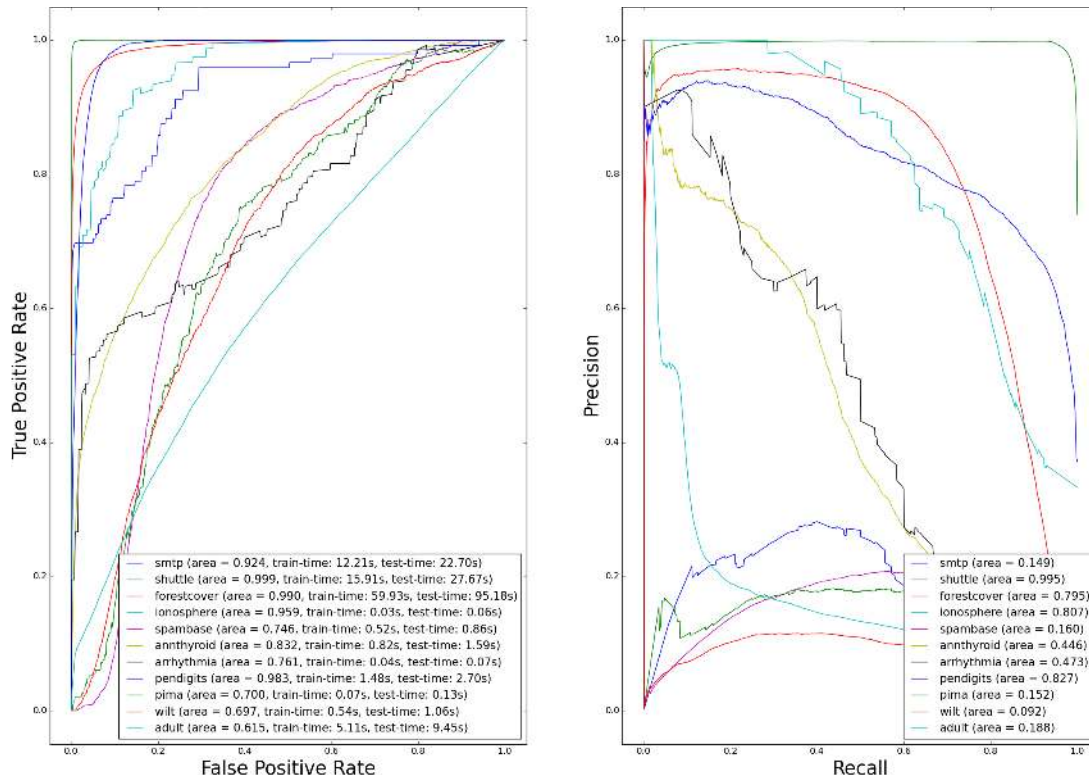 True Positive Rate
1.0
0.8
0.6
0.4
0.2
0.0
smtp (area = 0.924, train-time: 12.21s, test-time: 22.70s)
shuttle (area = 0.999, train-time: 15.91s, test-time: 27.67s)
forestcover (area = 0.990, train-time: 59.93s, test-time: 95.18s)
ionosphere (area = 0.959, train-time: 0.03s, test-time: 0.06s)
spambase (area = 0.746, train-time: 0.52s, test-time: 0.86s)
annthyroid (area = 0.832, train-time: 0.82s, test-time: 1.59s)
arrhythmia (area = 0.761, train-time: 0.04s, test-time: 0.07s)
pendigits (area = 0.983, train-time: 1.48s, test-time: 2.70s)
pima (area = 0.700, train-time: 0.07s, test-time: 0.13s)
wilt (area = 0.697, train-time: 0.54s, test-time: 1.06s)
adult (area = 0.615, train-time: 5.11s, test-time: 9.45s)
0.0 0.2 0.4 0.6 0.8 1.0
False Positive Rate
Precision
1.0
0.8
0.6
0.4
0.2
0.0
smtp (area = 0.149)
shuttle (area = 0.995)
forestcover (area = 0.795)
ionosphere (area = 0.807)
spambase (area = 0.160)
annthyroid (area = 0.446)
arrhythmia (area = 0.473)
pendigits (area = 0.827)
pima (area = 0.152)
wilt (area = 0.092)
adult (area = 0.188)
0.0 0.2 0.4 0.6 0.8 1.0
Recall